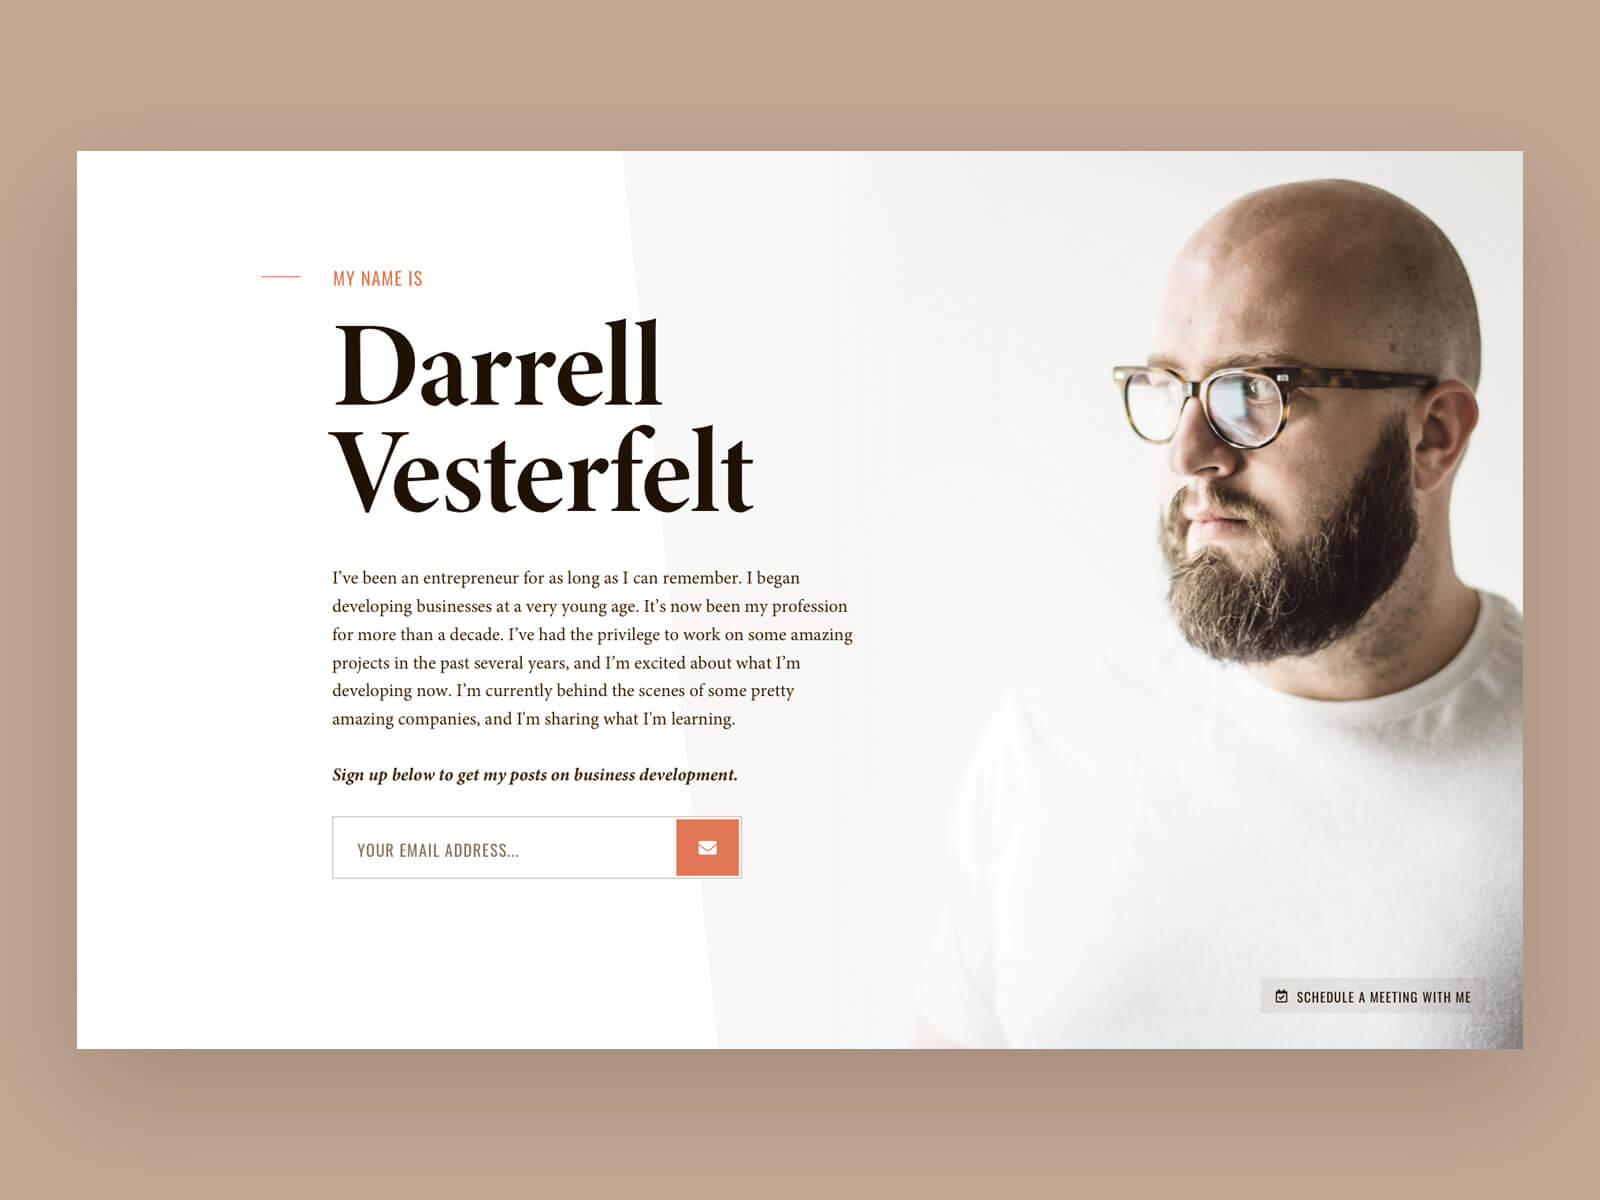 MY NAME IS
Darrell
Vesterfelt
I’ve been an entrepreneur for as long as I can remember. I began
developing businesses at a very young age. It’s now been my profession
for more than a decade. I’ve had the privilege to work on some amazing
projects in the past several years, and I’m excited about what I’m
developing now. I’m currently behind the scenes of some pretty
amazing companies, and I'm sharing what I'm learning.
Sign up below to get my posts on business development.
YOUR EMAIL ADDRESS...
SCHEDULE A MEETING WITH ME